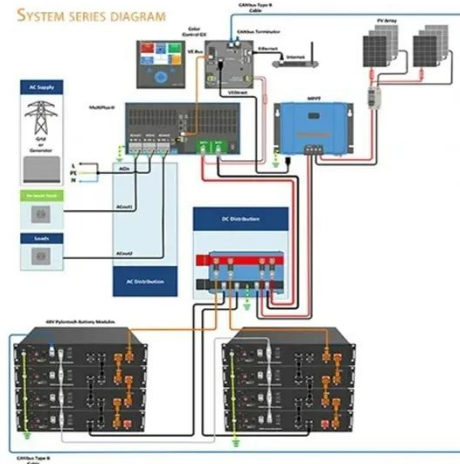 SYSTEM SERIES DIAGRAM
CANbus Type B
Cable
Color
Control GX
VE Bus
CANbus Terminator
Ethernet
Internet
PV Array
AC Supply
Grid
or
Generator
MultiPlus-II
VE.Direct
MPPT
L
PE
N
ACin
ACout1
Loads
ACout2
DC Distribution
AC Distribution
48V Pylontech Battery Modules
CANbus Type B
Cable